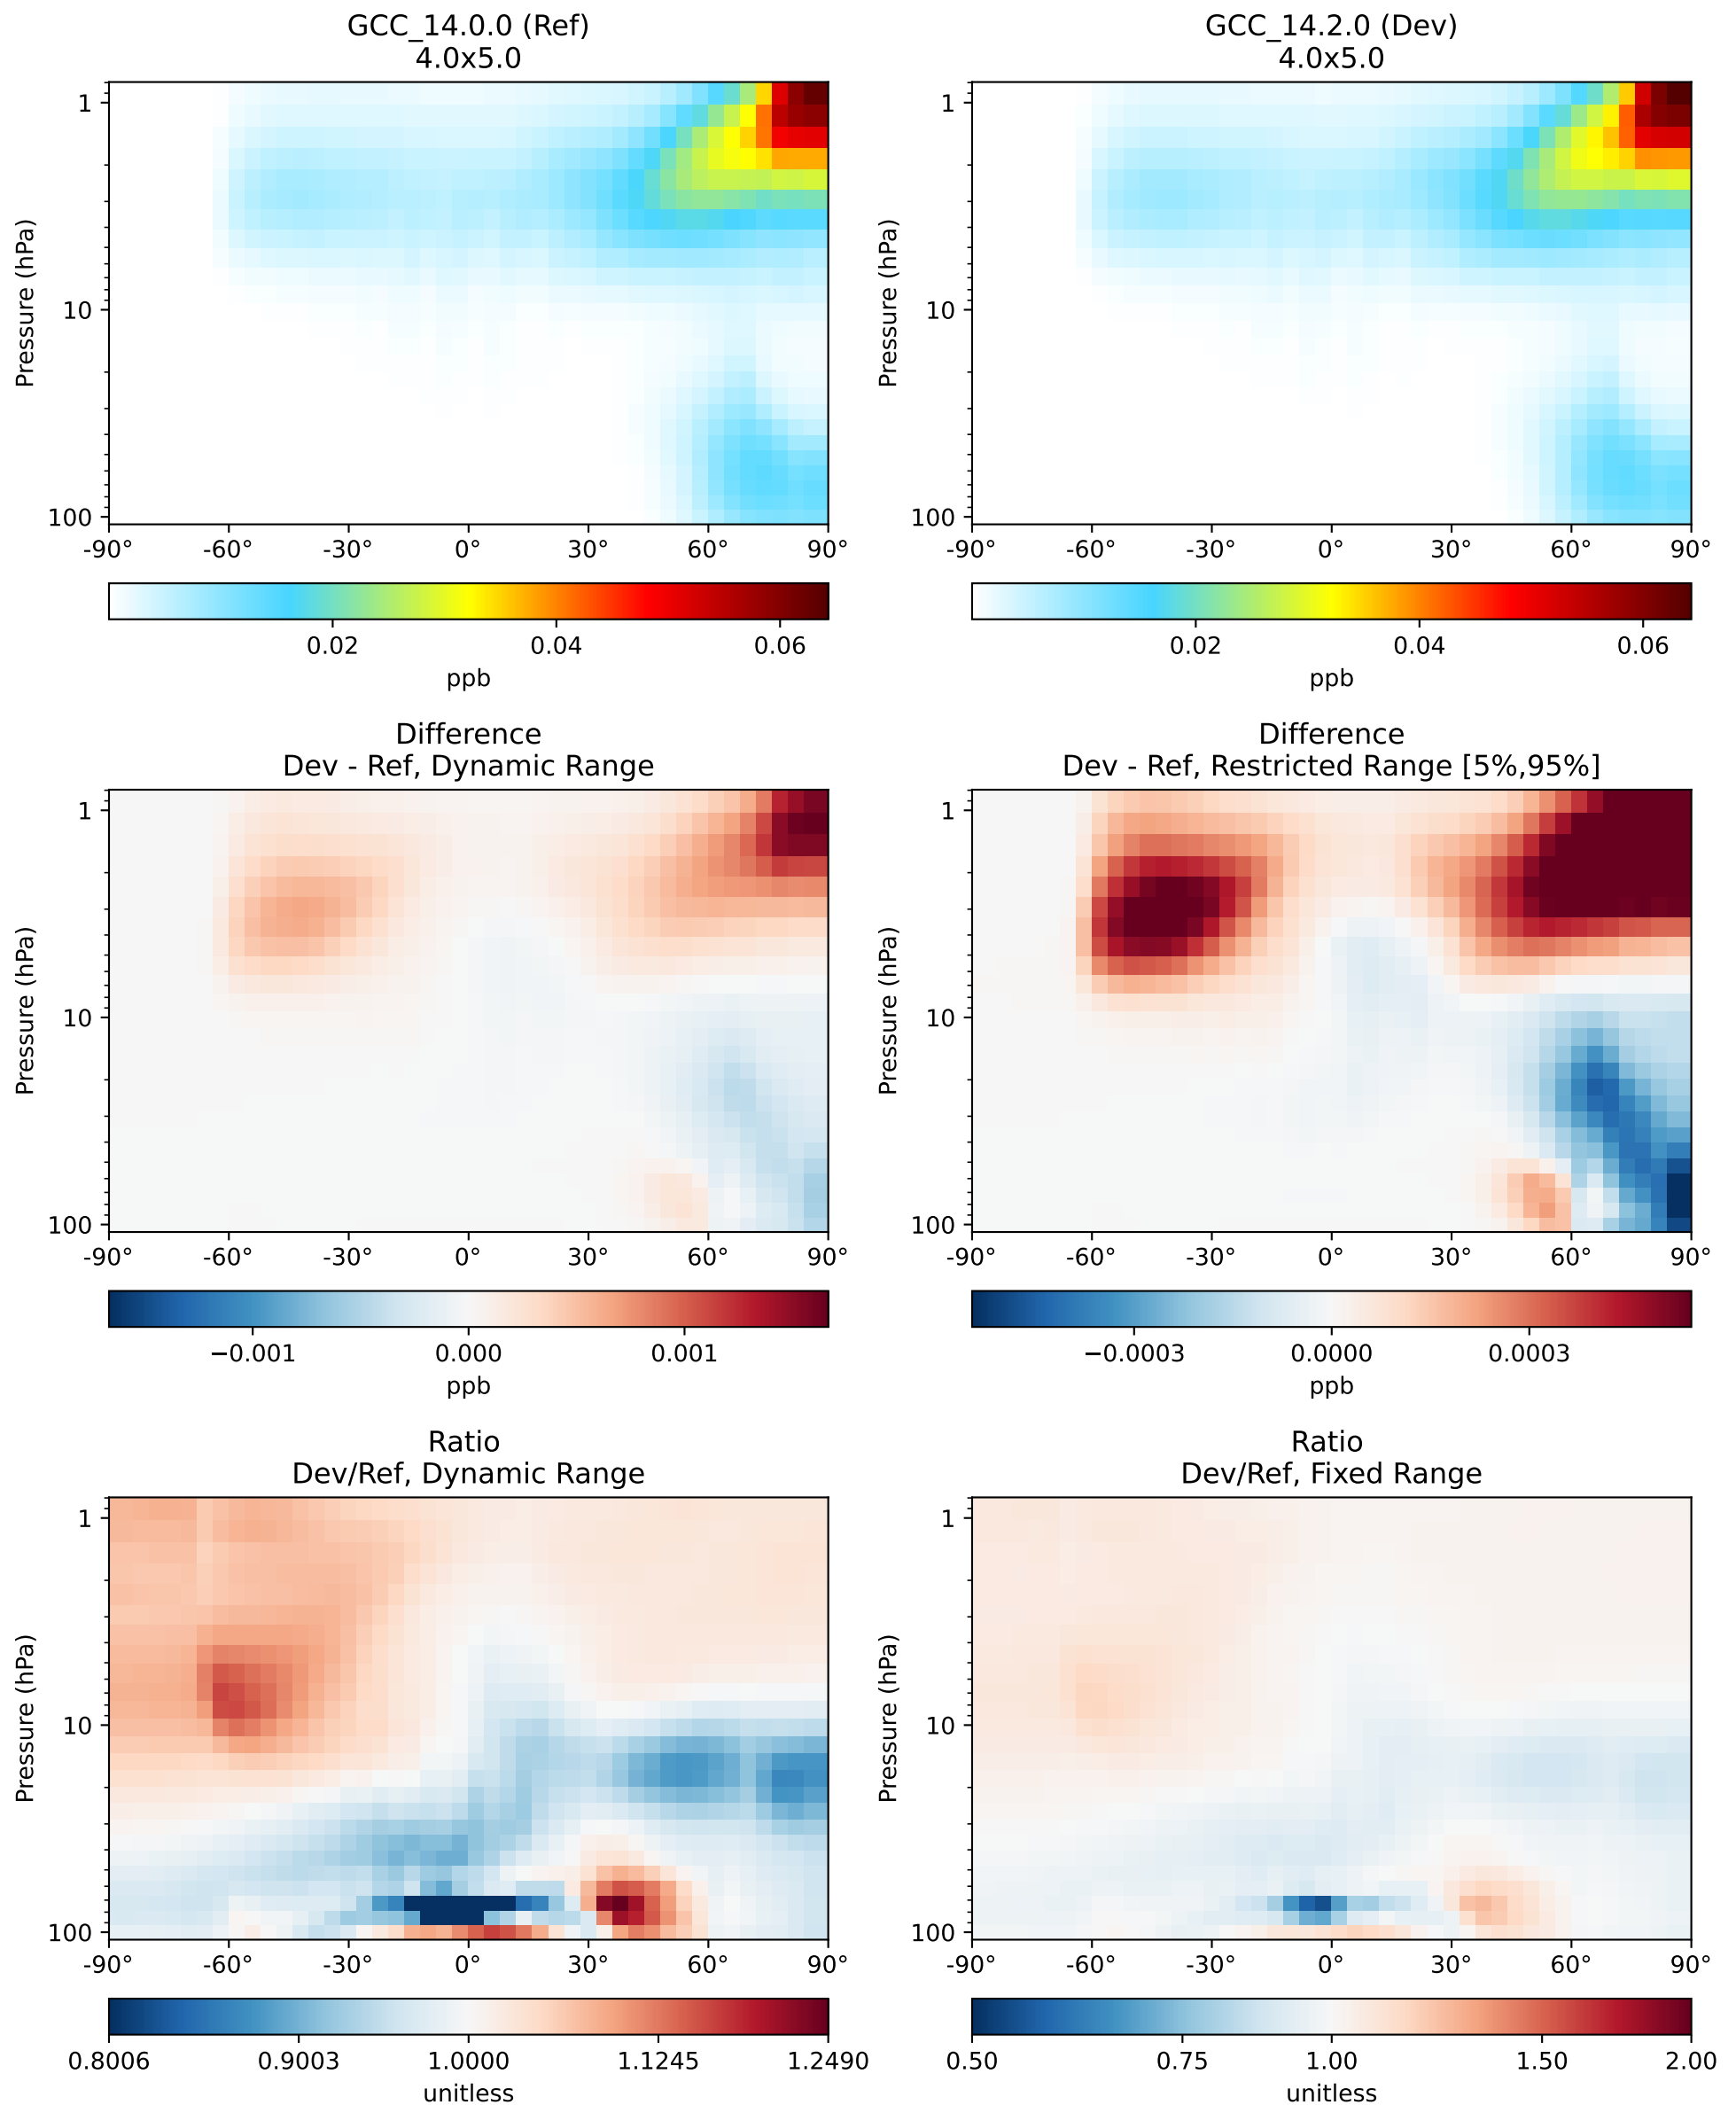 GCC_14.0.0 (Ref)
4.0x5.0
Pressure (hPa)
1
10
100
-90° -60° -30° 0° 30° 60° 90°
0.02 0.04 0.06
ppb
GCC_14.2.0 (Dev)
4.0x5.0
Pressure (hPa)
1
10
100
-90° -60° -30° 0° 30° 60° 90°
0.02 0.04 0.06
ppb
Difference
Dev - Ref, Dynamic Range
Pressure (hPa)
1
10
100
-90° -60° -30° 0° 30° 60° 90°
−0.001 0.000 0.001
ppb
Difference
Dev - Ref, Restricted Range [5%,95%]
Pressure (hPa)
1
10
100
-90° -60° -30° 0° 30° 60° 90°
−0.0003 0.0000 0.0003
ppb
Ratio
Dev/Ref, Dynamic Range
Pressure (hPa)
1
10
100
-90° -60° -30° 0° 30° 60° 90°
0.8006 0.9003 1.0000 1.1245 1.2490
unitless
Ratio
Dev/Ref, Fixed Range
Pressure (hPa)
1
10
100
-90° -60° -30° 0° 30° 60° 90°
0.50 0.75 1.00 1.50 2.00
unitless